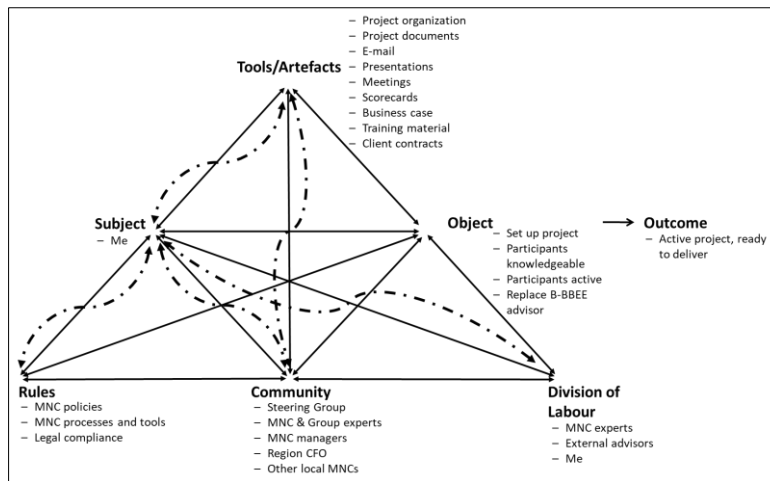 Tools/Artefacts
– Project organization
– Project documents
– E-mail
– Presentations
– Meetings
– Scorecards
– Business case
– Training material
– Client contracts
Subject
– Me
Object
– Set up project
– Participants
knowledgeable
– Participants active
– Replace B-BBEE
advisor
Outcome
– Active project, ready
to deliver
Rules
– MNC policies
– MNC processes and tools
– Legal compliance
Community
– Steering Group
– MNC & Group experts
– MNC managers
– Region CFO
– Other local MNCs
Division of
Labour
– MNC experts
– External advisors
– Me